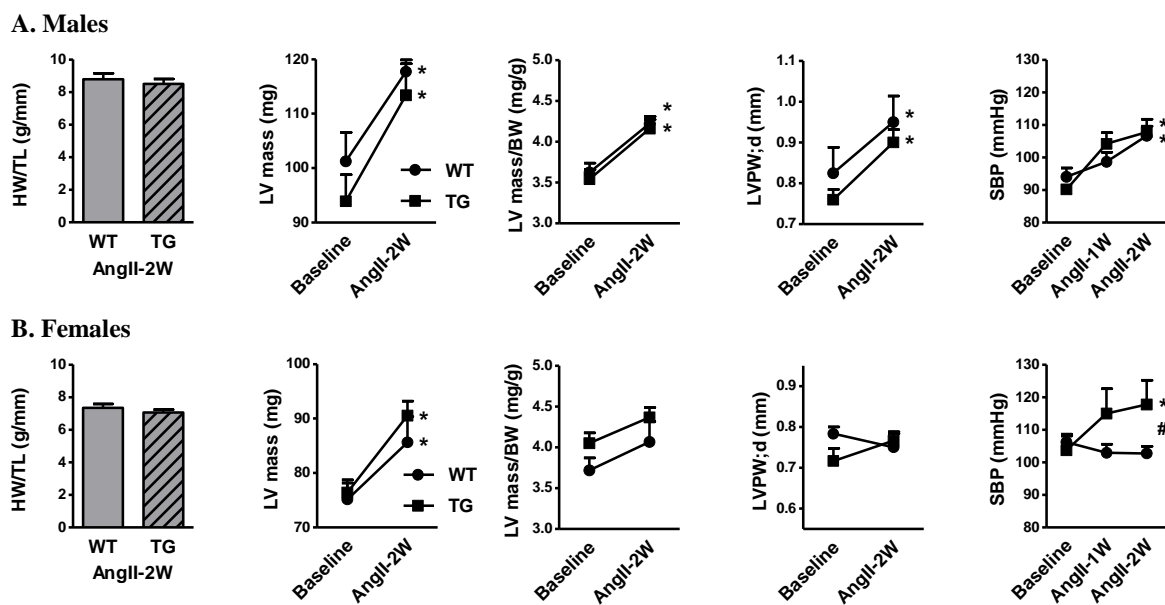 A. Males
HW/TL (g/mm)
10
8
6
4
2
0
WT TG
AngII-2W
LV mass (mg)
120
110
100
90
*
*
WT
TG
Baseline
AngII-2W
LV mass/BW (mg/g)
5.0
4.5
4.0
3.5
3.0
*
*
Baseline
AngII-2W
LVPW;d (mm)
1.1
1.0
0.9
0.8
0.7
*
*
Baseline
AngII-2W
SBP (mmHg)
130
120
110
100
90
80
*
*
Baseline
AngII-1W
AngII-2W
B. Females
HW/TL (g/mm)
10
8
6
4
2
0
WT TG
AngII-2W
LV mass (mg)
100
90
80
70
*
*
WT
TG
Baseline
AngII-2W
LV mass/BW (mg/g)
5.0
4.5
4.0
3.5
3.0
Baseline
AngII-2W
LVPW;d (mm)
0.9
0.8
0.7
0.6
Baseline
AngII-2W
SBP (mmHg)
130
120
110
100
90
80
*
#
Baseline
AngII-1W
AngII-2W